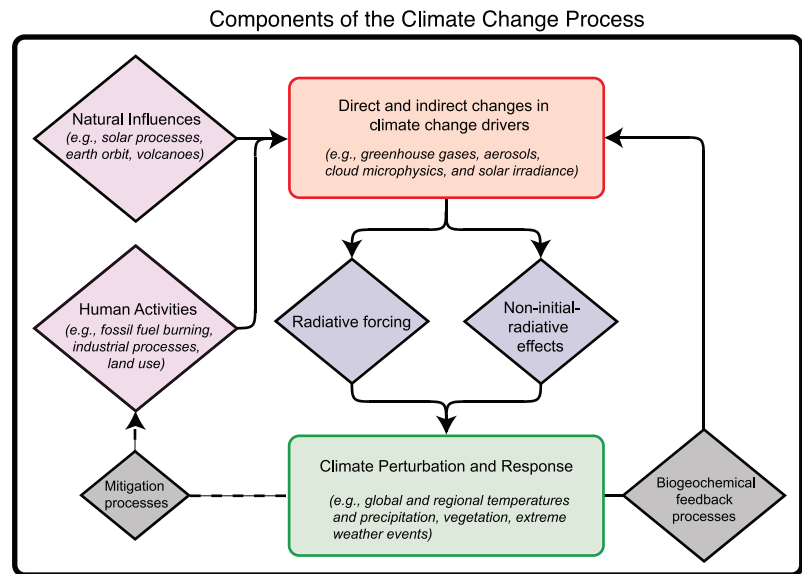 Components of the Climate Change Process
Natural Influences
(e.g., solar processes,
earth orbit, volcanoes)
Direct and indirect changes in
climate change drivers
(e.g., greenhouse gases, aerosols,
cloud microphysics, and solar irradiance)
Human Activities
(e.g., fossil fuel burning,
industrial processes,
land use)
Radiative forcing
Non-initial-
radiative
effects
Mitigation
processes
Climate Perturbation and Response
(e.g., global and regional temperatures
and precipitation, vegetation, extreme
weather events)
Biogeochemical
feedback
processes